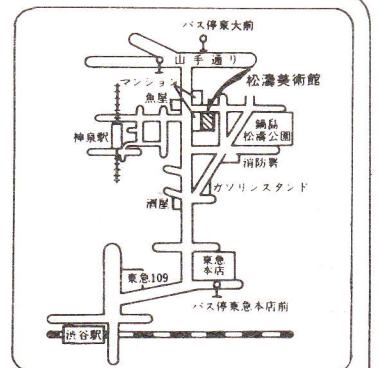 バス停東大前
山手通り
マンション
松濤美術館
魚屋
神泉駅
鍋島
松濤公園
消防署
ガソリンスタンド
酒屋
東急
本店
東急109
バス停東急本店前
渋谷駅